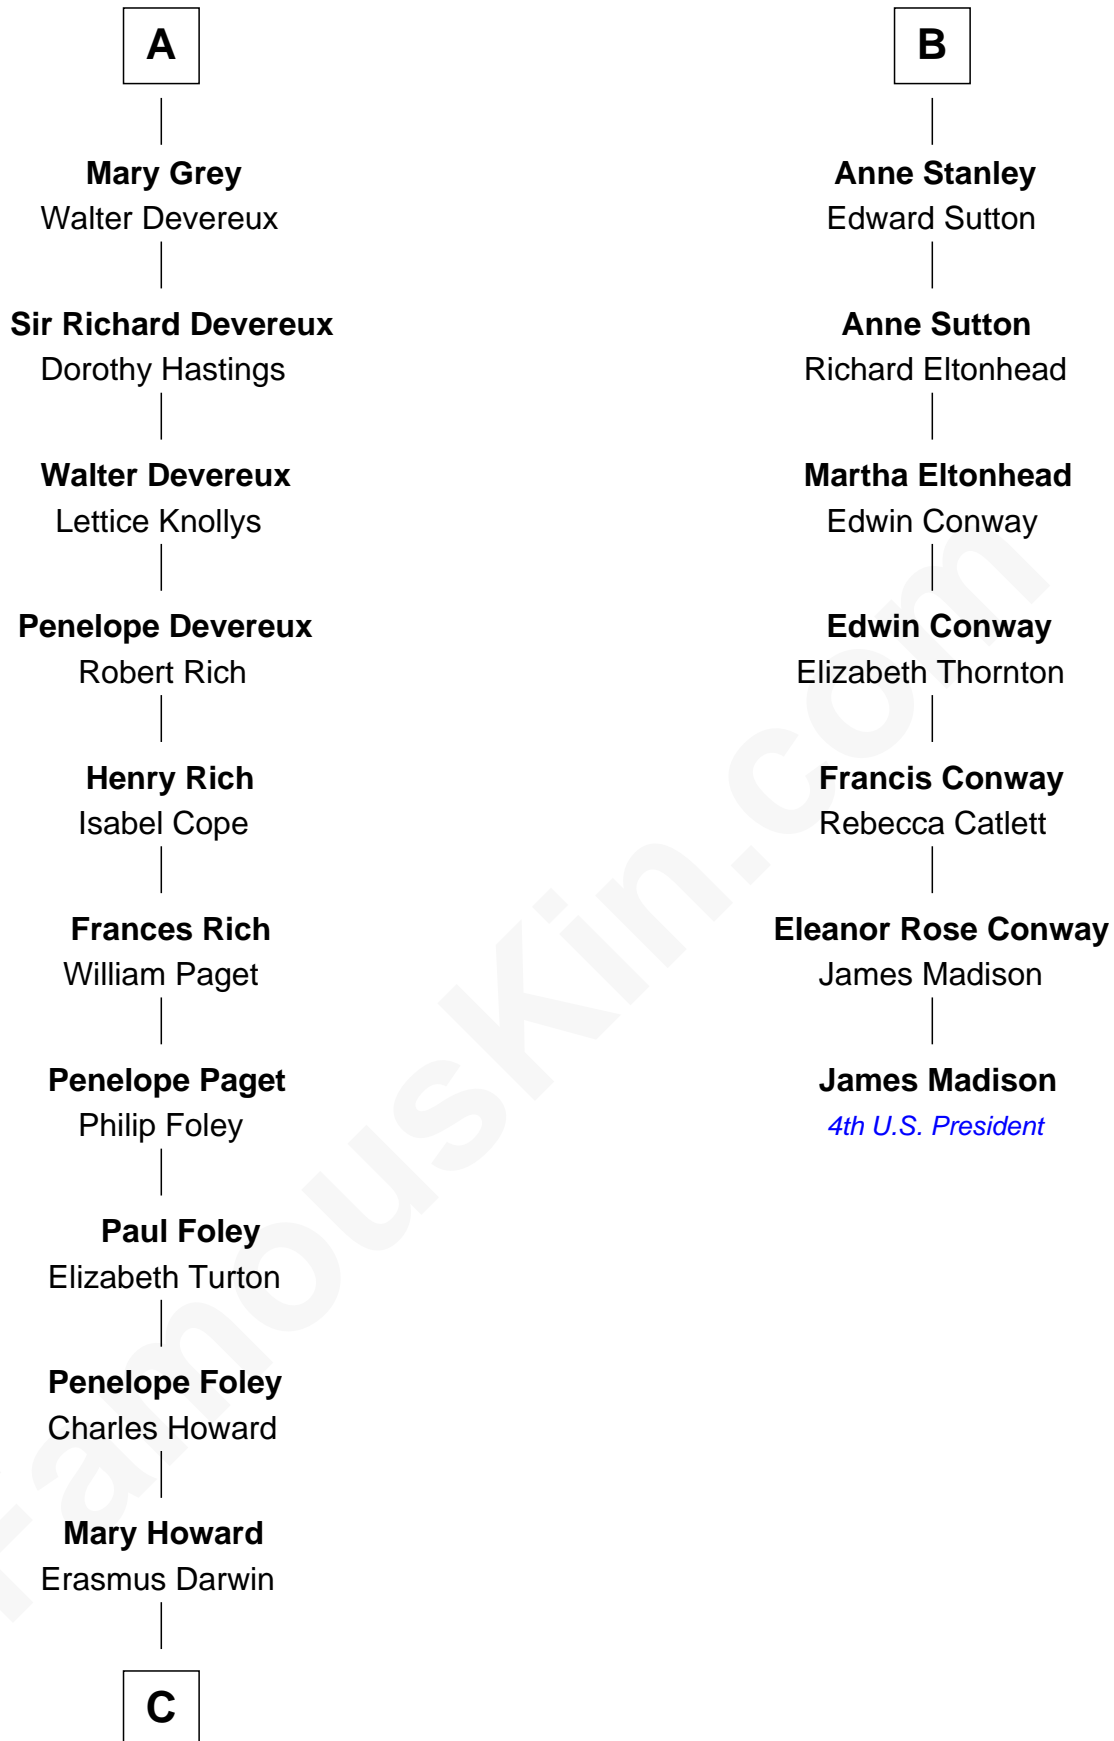 A
Mary Grey
Walter Devereux
Sir Richard Devereux
Dorothy Hastings
Walter Devereux
Lettice Knollys
Penelope Devereux
Robert Rich
Henry Rich
Isabel Cope
Frances Rich
William Paget
Penelope Paget
Philip Foley
Paul Foley
Elizabeth Turton
Penelope Foley
Charles Howard
Mary Howard
Erasmus Darwin
C
B
Anne Stanley
Edward Sutton
Anne Sutton
Richard Eltonhead
Martha Eltonhead
Edwin Conway
Edwin Conway
Elizabeth Thornton
Francis Conway
Rebecca Catlett
Eleanor Rose Conway
James Madison
James Madison
4th U.S. President
FamousKin.com